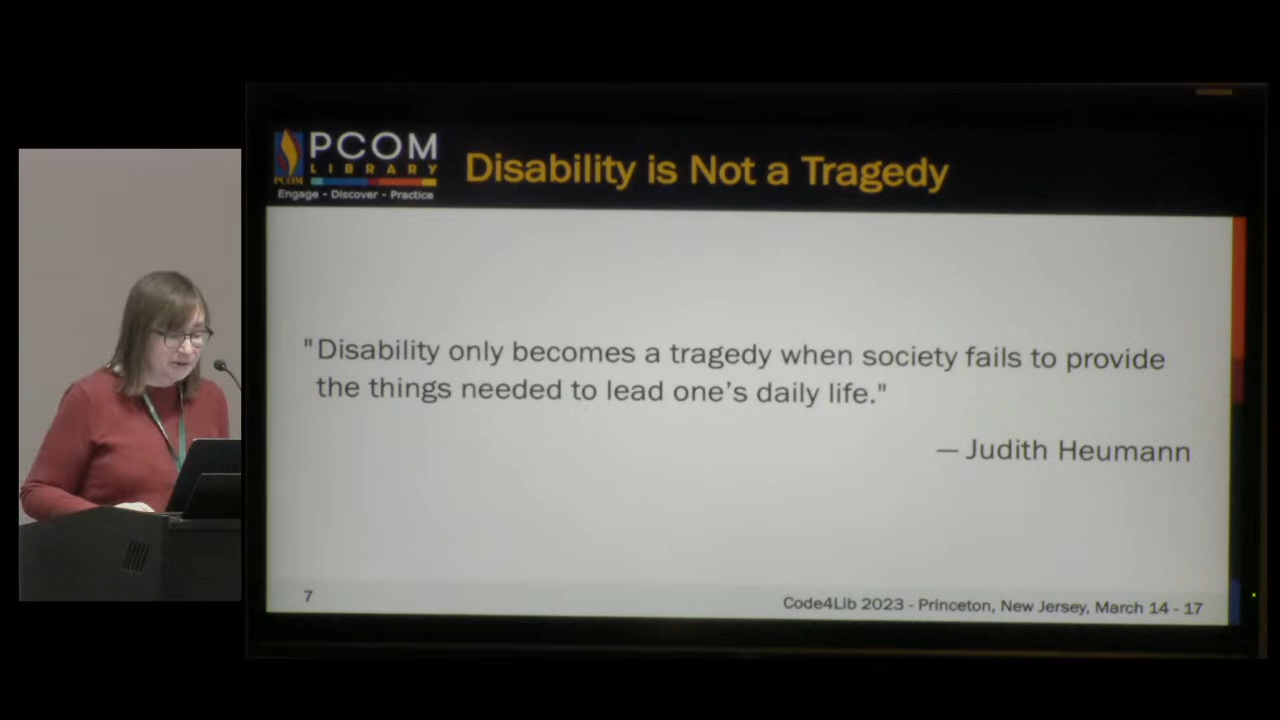 PCOM
LIBRARY
PCOM
Engage - Discover - Practice
Disability is Not a Tragedy
"Disability only becomes a tragedy when society fails to provide
the things needed to lead one’s daily life."
— Judith Heumann
7
Code4Lib 2023 - Princeton, New Jersey, March 14 - 17